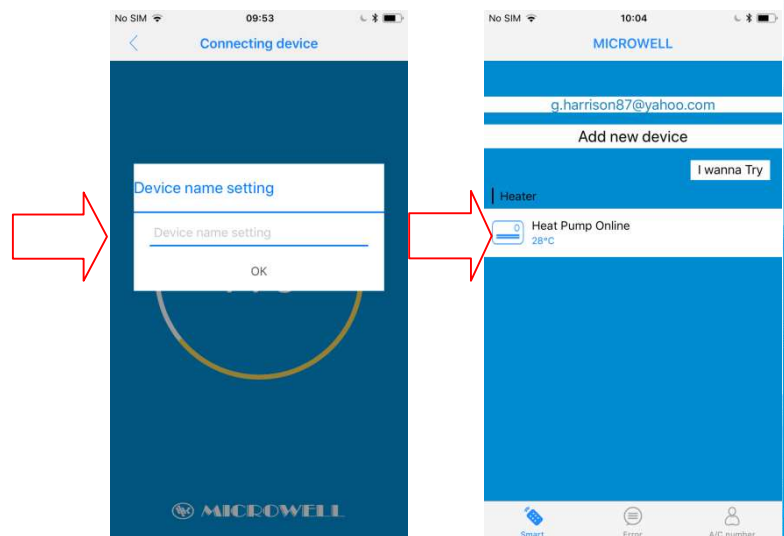 No SIM 09:53
Connecting device
Device name setting
Device name setting
OK
MICROWELL
No SIM 10:04
MICROWELL
g.harrison87@yahoo.com
Add new device
I wanna Try
Heater
0 Heat Pump Online
28°C
Smart Error A/C number